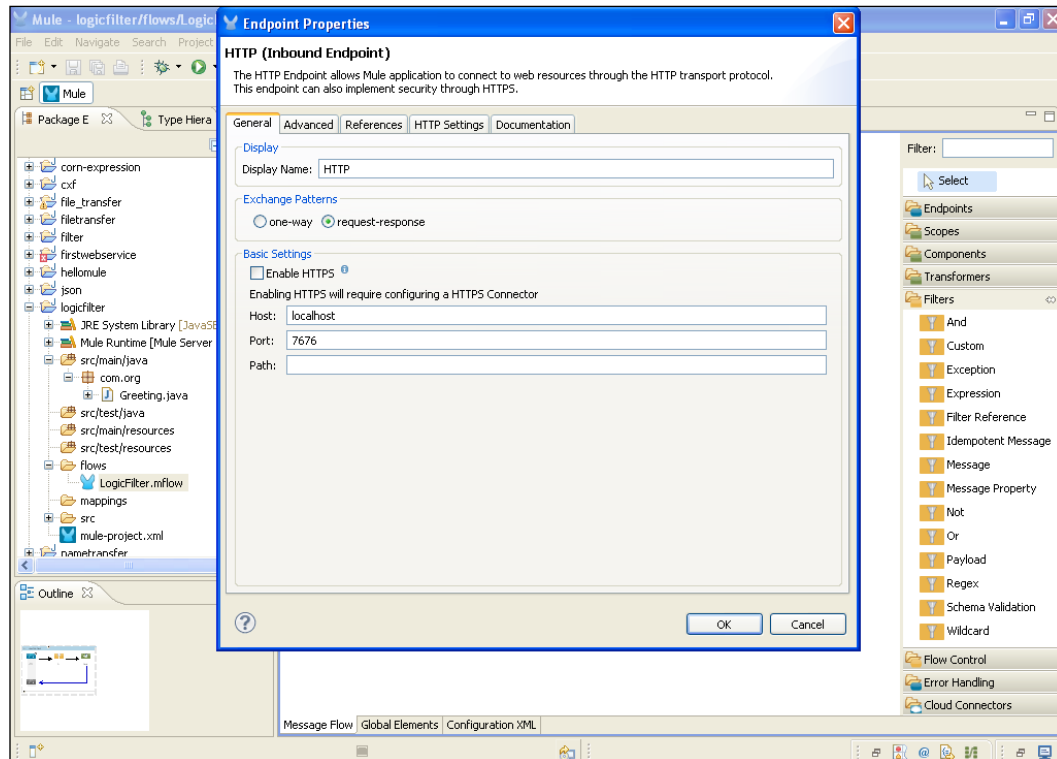 Mule - logicfilter/flows/Logic
File Edit Navigate Search Project
Mule
Package E
Type Hiera
corn-expression
cxf
file_transfer
filetransfer
filter
firstwebservice
hellomule
json
logicfilter
JRE System Library [JavaSE
Mule Runtime [Mule Server
src/main/java
com.org
Greeting.java
src/test/java
src/main/resources
src/test/resources
flows
LogicFilter.mflow
mappings
src
mule-project.xml
nametransfer
Outline
Endpoint Properties
HTTP (Inbound Endpoint)
The HTTP Endpoint allows Mule application to connect to web resources through the HTTP transport protocol.
This endpoint can also implement security through HTTPS.
General Advanced References HTTP Settings Documentation
Display
Display Name: HTTP
Exchange Patterns
one-way request-response
Basic Settings
Enable HTTPS
Enabling HTTPS will require configuring a HTTPS Connector
Host: localhost
Port: 7676
Path:
OK Cancel
Message Flow Global Elements Configuration XML
Filter:
Select
Endpoints
Scopes
Components
Transformers
Filters
And
Custom
Exception
Expression
Filter Reference
Idempotent Message
Message
Message Property
Not
Or
Payload
Regex
Schema Validation
Wildcard
Flow Control
Error Handling
Cloud Connectors